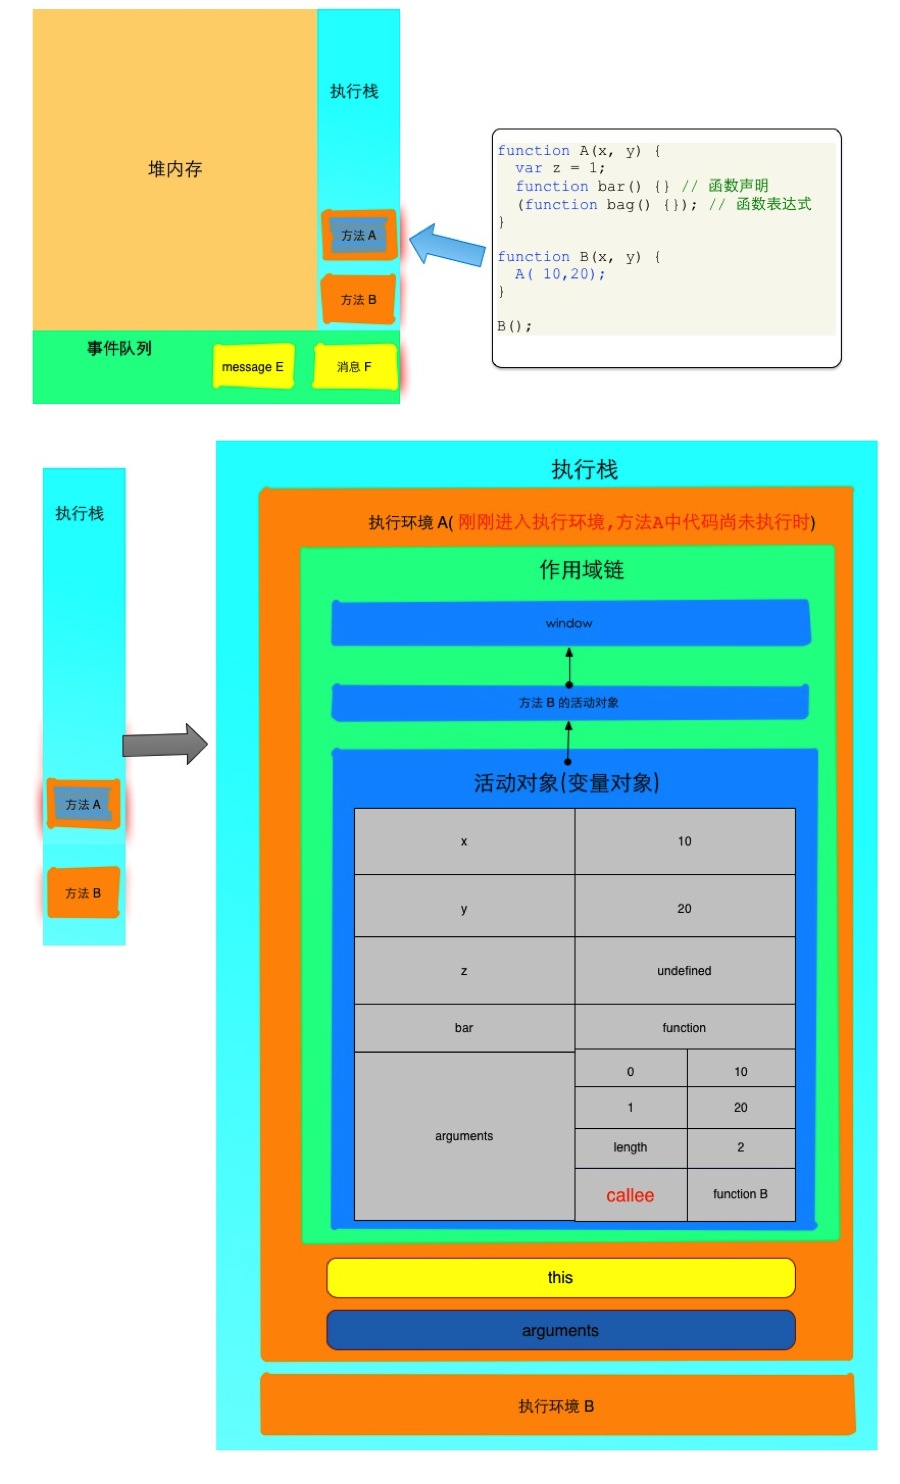 执行栈
堆内存
方法 A
方法 B
事件队列
message E
消息 F
function A(x, y) {
var z = 1;
function bar() {} // 函数声明
(function bag() {}); // 函数表达式
}
function B(x, y) {
A( 10,20);
}
B();
执行栈
方法 A
方法 B
执行栈
执行环境 A( 刚刚进入执行环境,方法A中代码尚未执行时)
作用域链
window
方法 B 的活动对象
活动对象(变量对象)
x 10
y 20
z undefined
bar function
arguments
0 10
1 20
length 2
callee function B
this
arguments
执行环境 B